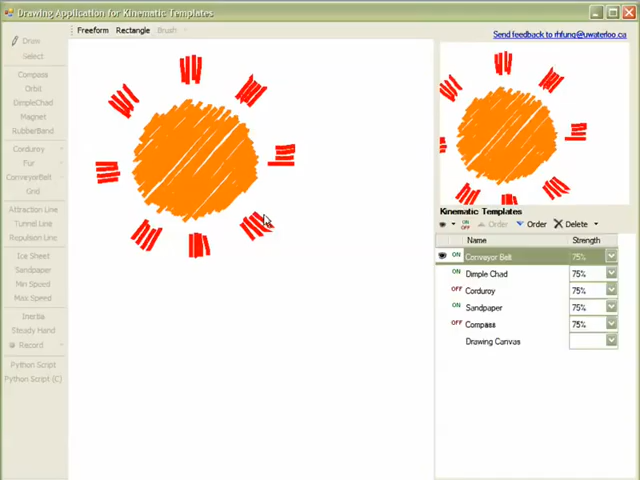 Drawing Application for Kinematic Templates
Freeform Rectangle Brush
Send feedback to rhfung@uwaterloo.ca
Draw
Select
Compass
Orbit
DimpleChad
Magnet
RubberBand
Corduroy
Fur
ConveyorBelt
Grid
Attraction Line
Tunnel Line
Repulsion Line
Ice Sheet
Sandpaper
Min Speed
Max Speed
Inertia
Steady Hand
Record
Python Script
Python Script (C)
Kinematic Templates
ON OFF Order Order Delete
Name Strength
ON Conveyor Belt 75%
ON Dimple Chad 75%
OFF Corduroy 75%
ON Sandpaper 75%
OFF Compass 75%
Drawing Canvas